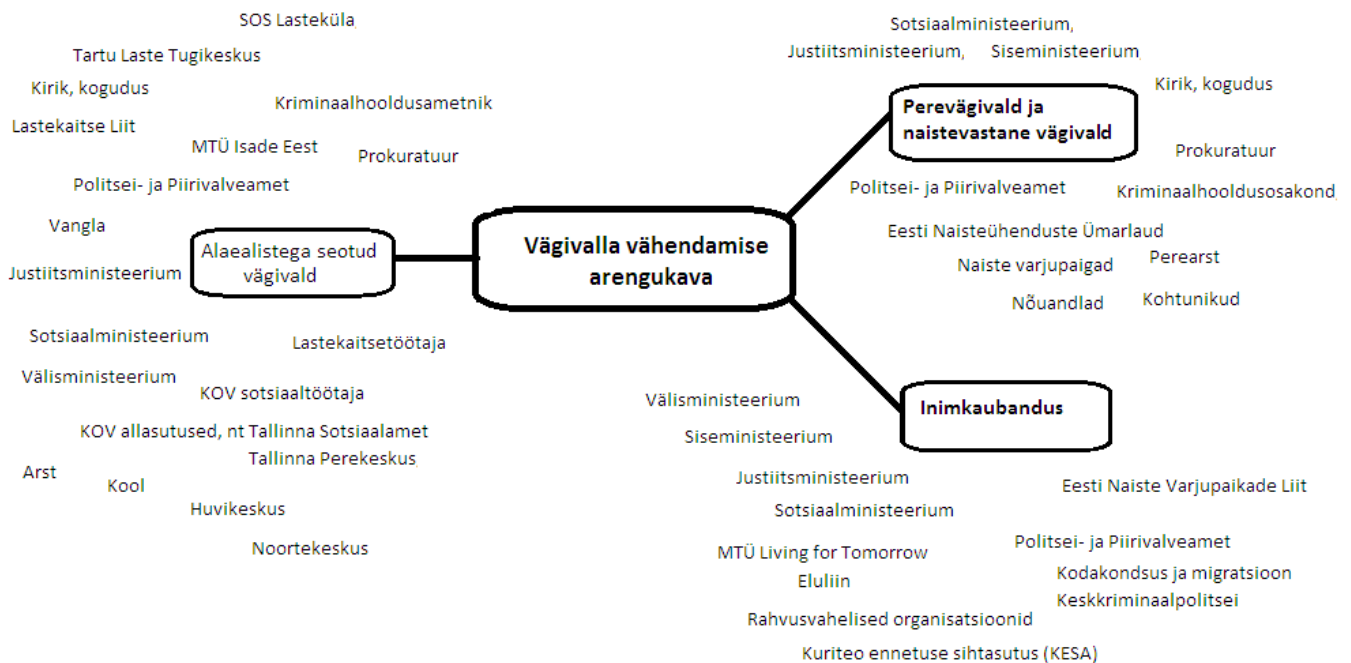 SOS Lasteküla
Tartu Laste Tugikeskus
Kirik, kogudus
Kriminaalhooldusametnik
Lastekaitse Liit
MTÜ Isade Eest
Prokuratuur
Politsei- ja Piirivalveamet
Vangla
Alaealistega seotud
vägivald
Justiitsministeerium
Sotsiaalministeerium
Lastekaitsetöötaja
Välisministeerium
KOV sotsiaaltöötaja
KOV allasutused, nt Tallinna Sotsiaalamet
Tallinna Perekeskus
Arst
Kool
Huvikeskus
Noortekeskus
Vägivalla vähendamise
arengukava
Sotsiaalministeerium,
Justiitsministeerium, Siseministeerium
Kirik, kogudus
Perevägivald ja
naistevastane vägivald
Prokuratuur
Politsei- ja Piirivalveamet
Kriminaalhooldusosakond
Eesti Naisteühenduste Ümarlaud
Naiste varjupaigad
Perearst
Nõuandlad
Kohtunikud
Inimkaubandus
Välisministeerium
Siseministeerium
Justiitsministeerium
Sotsiaalministeerium
Eesti Naiste Varjupaikade Liit
MTÜ Living for Tomorrow
Eluliin
Politsei- ja Piirivalveamet
Kodakondsus ja migratsioon
Keskkriminaalpolitsei
Rahvusvahelised organisatsioonid
Kuriteo ennetuse sihtasutus (KESA)